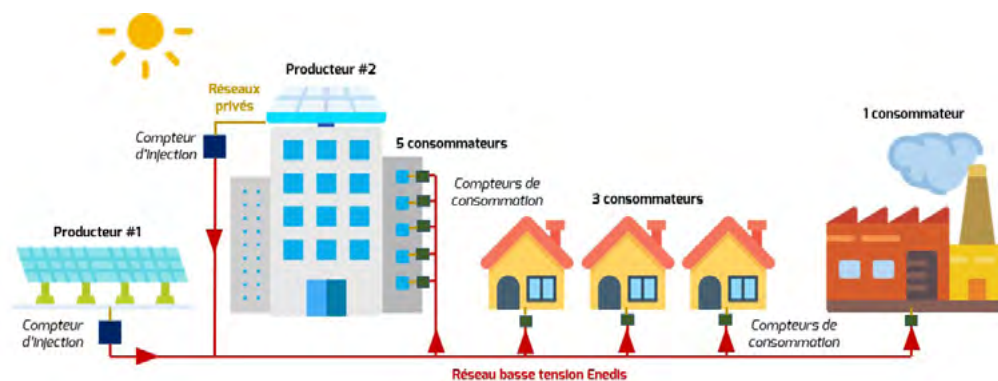 Producteur #2
Réseaux
privés
1 consommateur
Compteur
d'injection
5 consommateurs
Compteurs de
consommation
3 consommateurs
Producteur #1
Compteur
d'injection
Compteurs de
consommation
Réseau basse tension Enedis